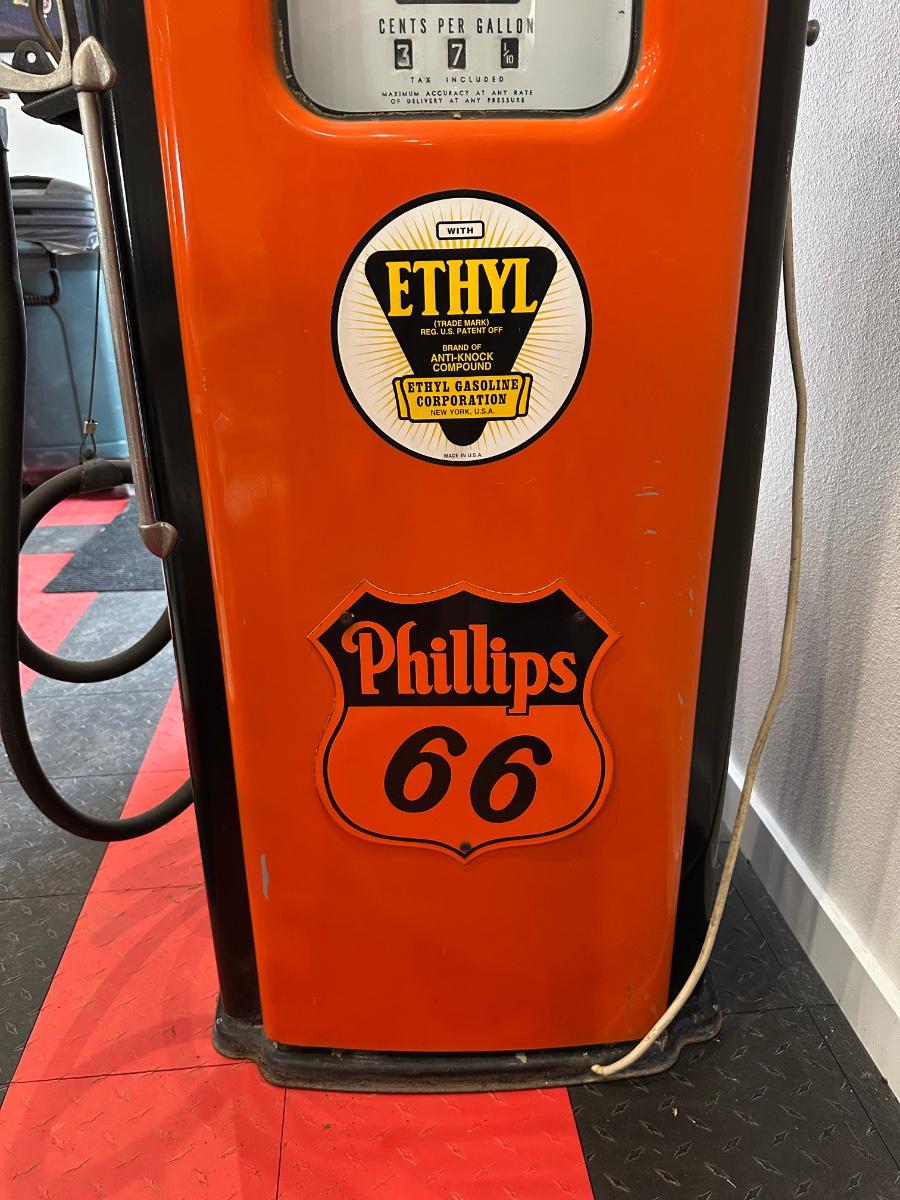 CENTS PER GALLON
3 7 1/10
TAX INCLUDED
MAXIMUM ACCURACY AT ANY RATE
OF DELIVERY AT ANY PRESSURE
WITH
ETHYL
(TRADE MARK)
REG. U.S. PATENT OFF
BRAND OF
ANTI-KNOCK
COMPOUND
ETHYL GASOLINE
CORPORATION
NEW YORK, U.S.A.
MADE IN U.S.A
Phillips
66